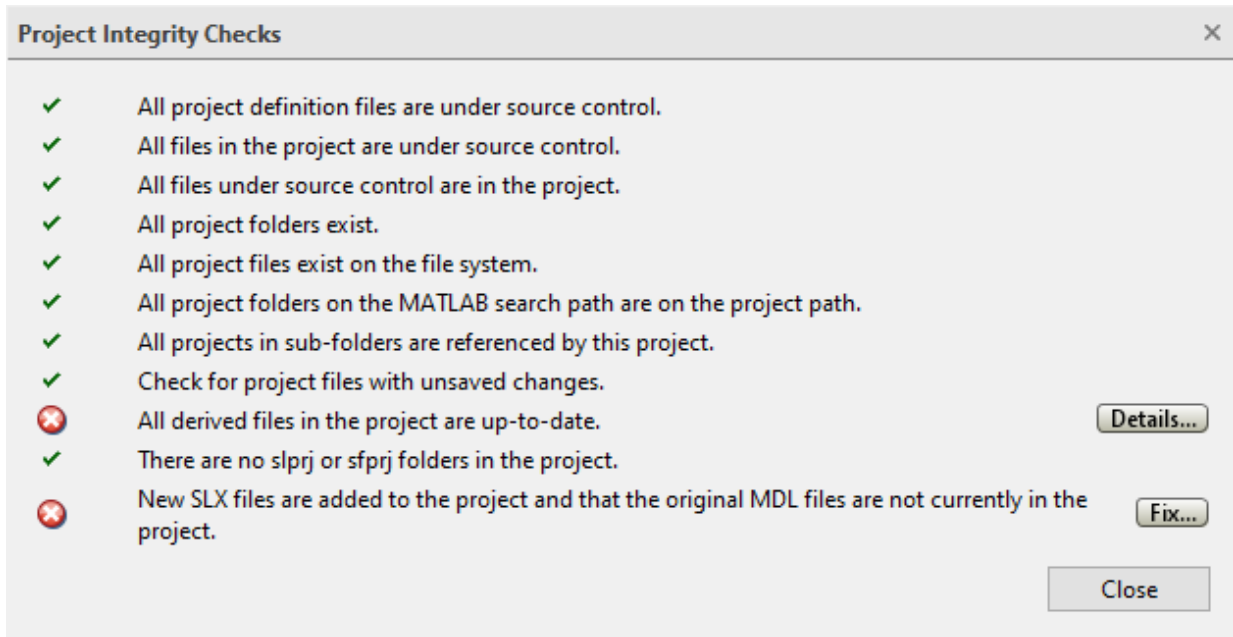 Project Integrity Checks
All project definition files are under source control.
All files in the project are under source control.
All files under source control are in the project.
All project folders exist.
All project files exist on the file system.
All project folders on the MATLAB search path are on the project path.
All projects in sub-folders are referenced by this project.
Check for project files with unsaved changes.
All derived files in the project are up-to-date.
Details...
There are no slprj or sfprj folders in the project.
New SLX files are added to the project and that the original MDL files are not currently in the
project.
Fix...
Close